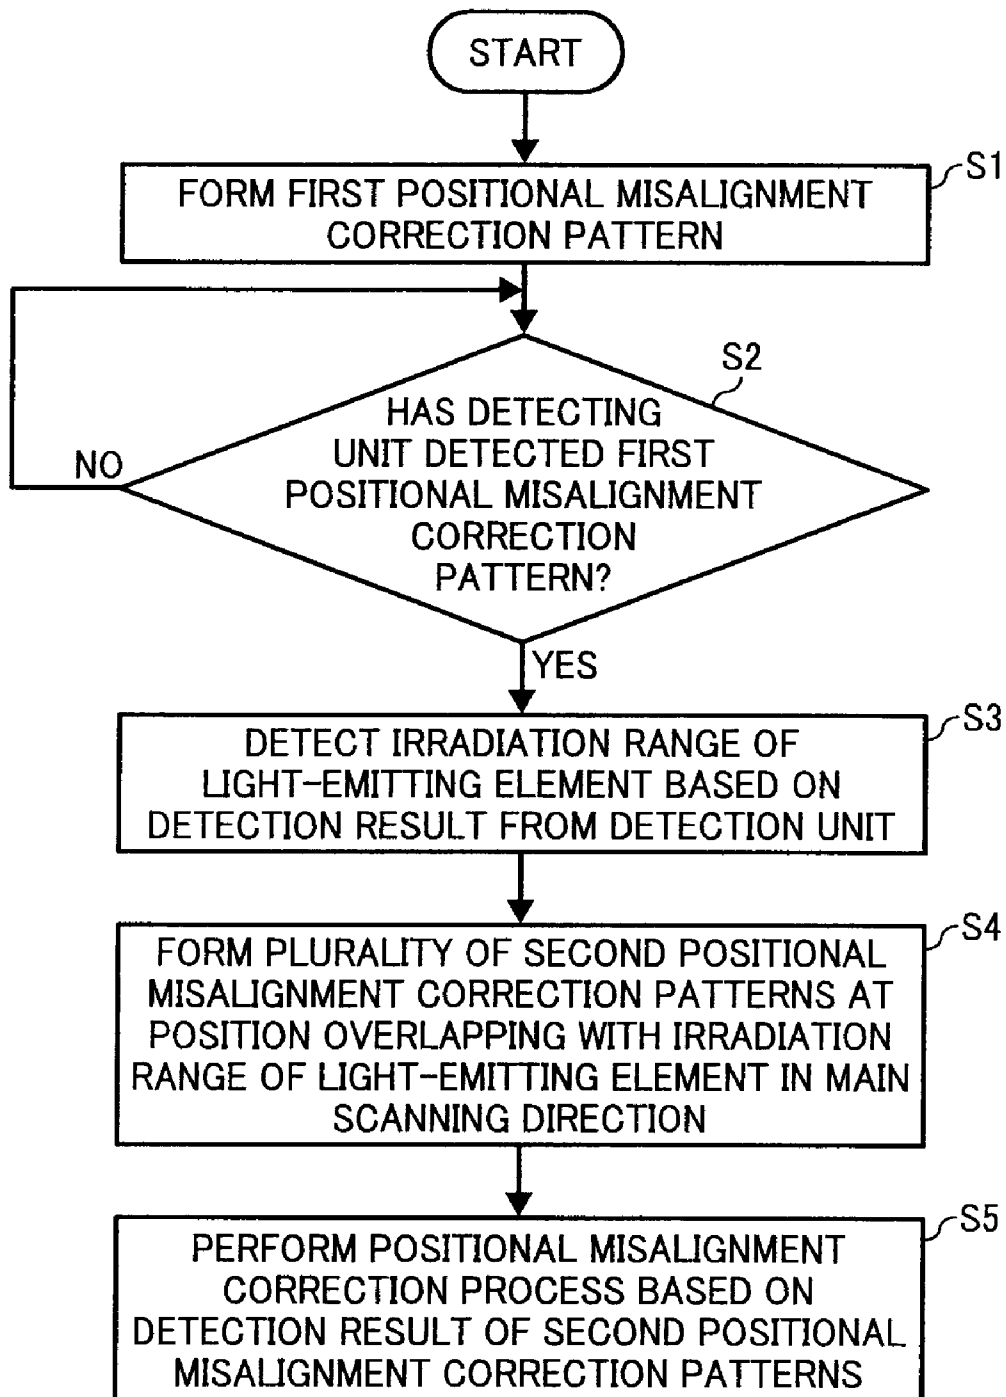 START
S1
FORM FIRST POSITIONAL MISALIGNMENT
CORRECTION PATTERN
S2
HAS DETECTING
UNIT DETECTED FIRST
POSITIONAL MISALIGNMENT
CORRECTION
PATTERN?
NO
YES
S3
DETECT IRRADIATION RANGE OF
LIGHT-EMITTING ELEMENT BASED ON
DETECTION RESULT FROM DETECTION UNIT
S4
FORM PLURALITY OF SECOND POSITIONAL
MISALIGNMENT CORRECTION PATTERNS AT
POSITION OVERLAPPING WITH IRRADIATION
RANGE OF LIGHT-EMITTING ELEMENT IN MAIN
SCANNING DIRECTION
S5
PERFORM POSITIONAL MISALIGNMENT
CORRECTION PROCESS BASED ON
DETECTION RESULT OF SECOND POSITIONAL
MISALIGNMENT CORRECTION PATTERNS